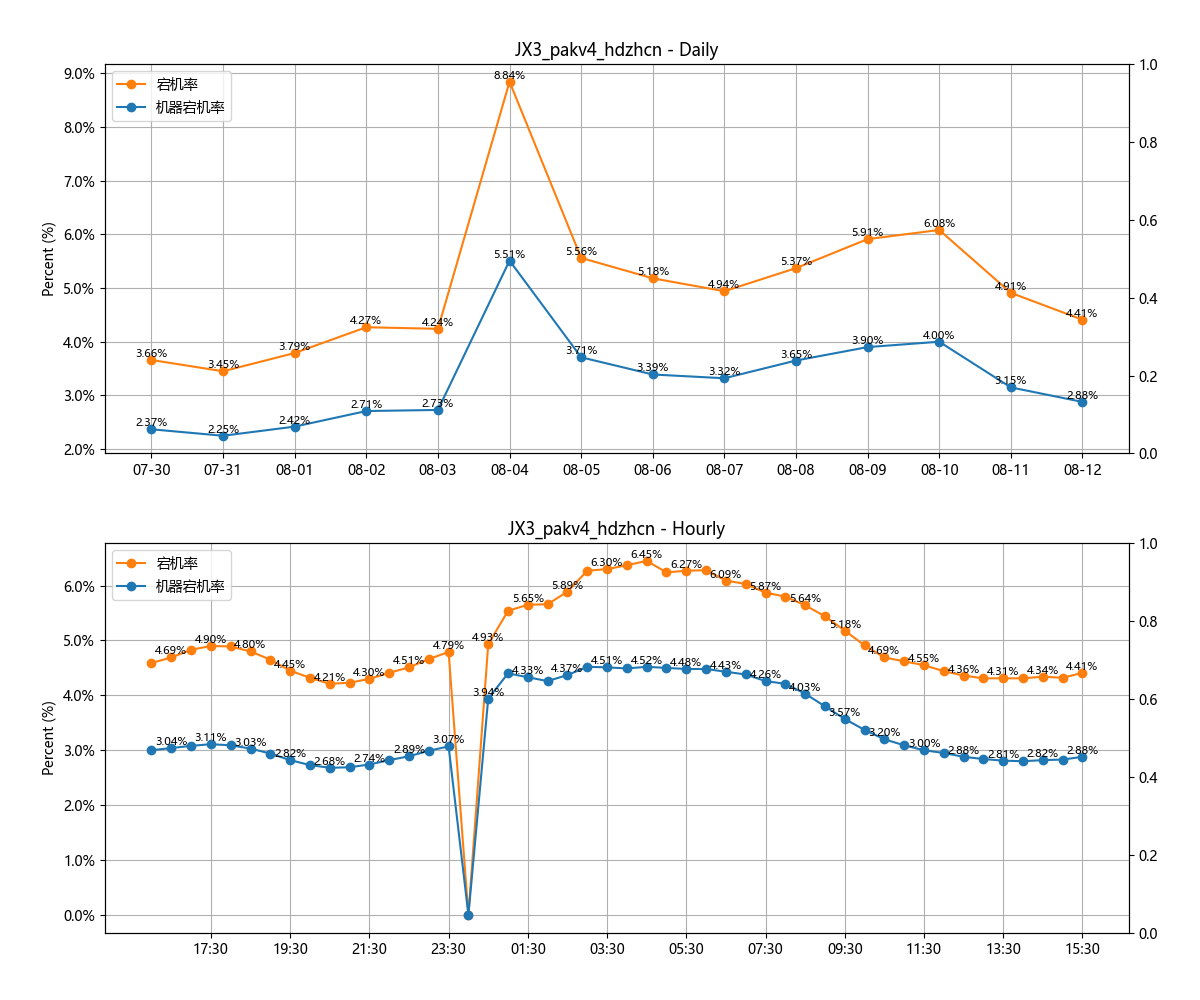 JX3_pakv4_hdzhcn - Daily
宕机率
机器宕机率
Percent (%)
9.0%
8.0%
7.0%
6.0%
5.0%
4.0%
3.0%
2.0%
1.0
0.8
0.6
0.4
0.2
0.0
3.66% 3.45% 3.79% 4.27% 4.24% 8.84% 5.56% 5.18% 4.94% 5.37% 5.91% 6.08% 4.91% 4.41%
2.37% 2.25% 2.42% 2.71% 2.73% 5.51% 3.71% 3.39% 3.32% 3.65% 3.90% 4.00% 3.15% 2.88%
07-30 07-31 08-01 08-02 08-03 08-04 08-05 08-06 08-07 08-08 08-09 08-10 08-11 08-12
JX3_pakv4_hdzhcn - Hourly
宕机率
机器宕机率
Percent (%)
6.0%
5.0%
4.0%
3.0%
2.0%
1.0%
0.0%
1.0
0.8
0.6
0.4
0.2
0.0
4.69% 4.90% 4.80% 4.45% 4.21% 4.30% 4.51% 4.79% 4.93% 5.65% 5.89% 6.30% 6.45% 6.27% 6.09% 5.87% 5.64% 5.18% 4.69% 4.55% 4.36% 4.31% 4.34% 4.41%
3.04% 3.11% 3.03% 2.82% 2.68% 2.74% 2.89% 3.07% 3.94% 4.33% 4.37% 4.51% 4.52% 4.48% 4.43% 4.26% 4.03% 3.57% 3.20% 3.00% 2.88% 2.81% 2.82% 2.88%
17:30 19:30 21:30 23:30 01:30 03:30 05:30 07:30 09:30 11:30 13:30 15:30